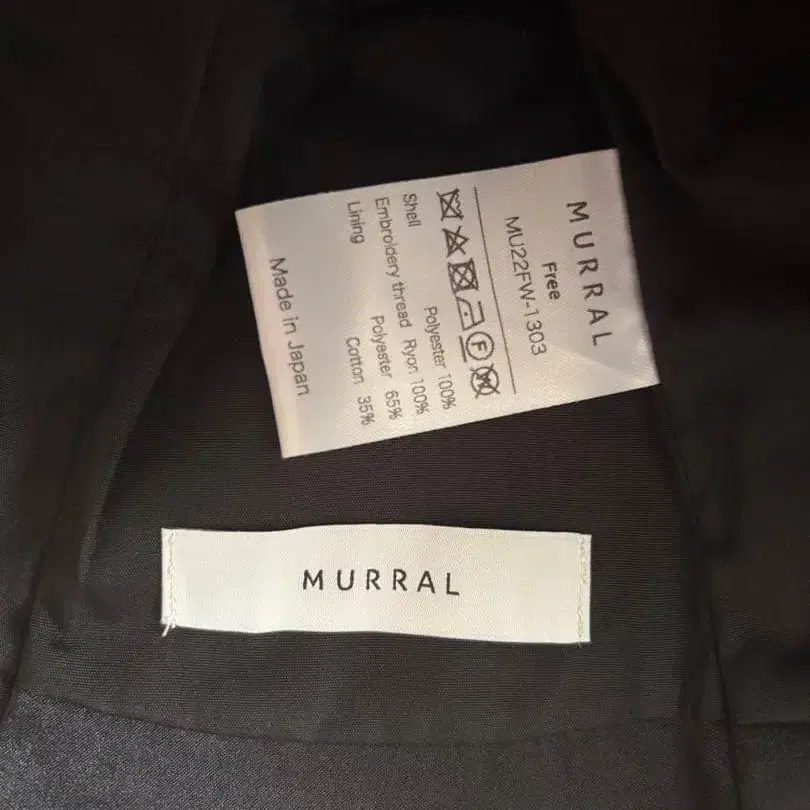 MURRAL
Free
MU22FW-1303
F
Shell Polyester 100%
Embroidery thread Ryon 100%
Lining Polyester 65%
Cotton 35%
Made in Japan
MURRAL